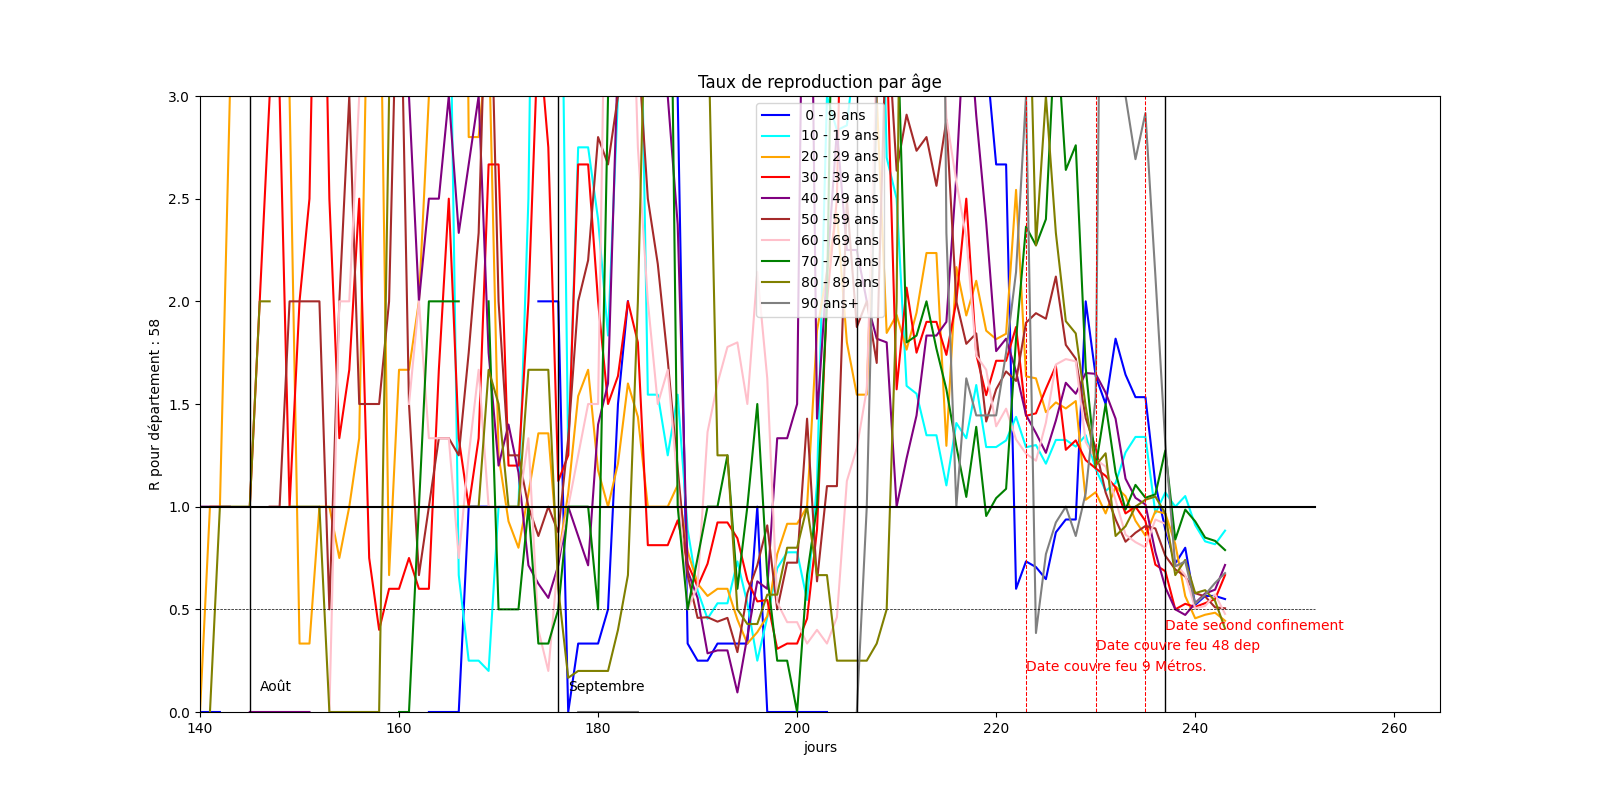 Taux de reproduction par âge
3.0
2.5
2.0
1.5
1.0
0.5
0.0
R pour département : 58
0 - 9 ans
10 - 19 ans
20 - 29 ans
30 - 39 ans
40 - 49 ans
50 - 59 ans
60 - 69 ans
70 - 79 ans
80 - 89 ans
90 ans+
Date second confinement
Date couvre feu 48 dep
Date couvre feu 9 Métros.
Août
Septembre
140 160 180 200 220 240 260
jours